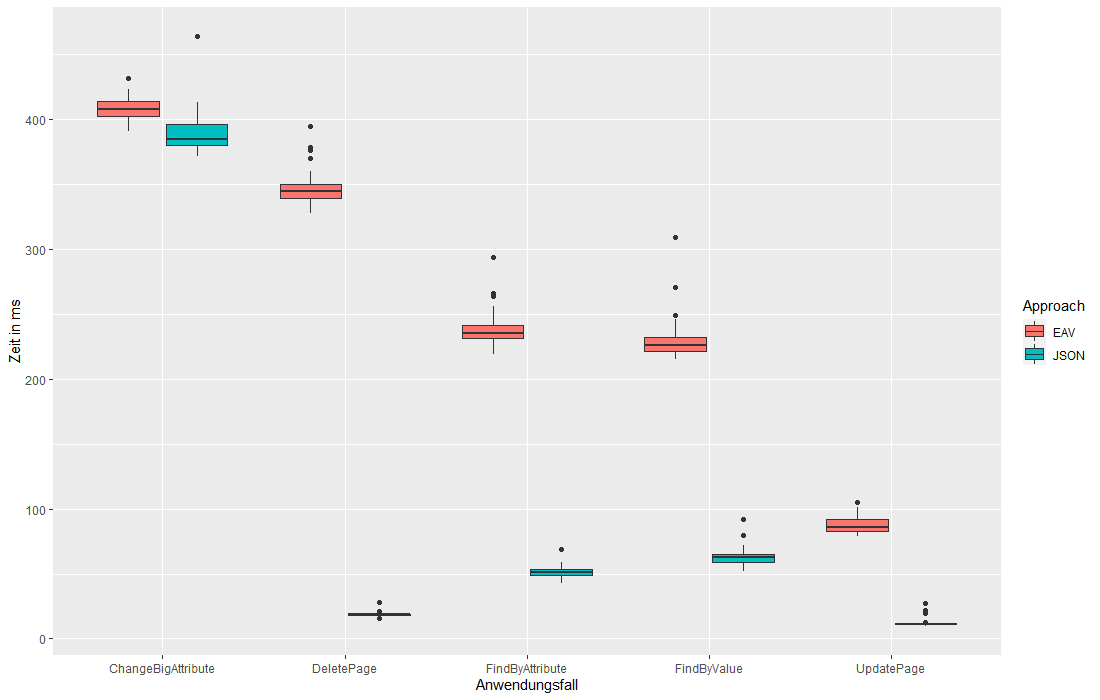 Zeit in ms
400
300
200
100
0
ChangeBigAttribute
DeletePage
FindByAttribute
FindByValue
UpdatePage
Anwendungsfall
Approach
EAV
JSON